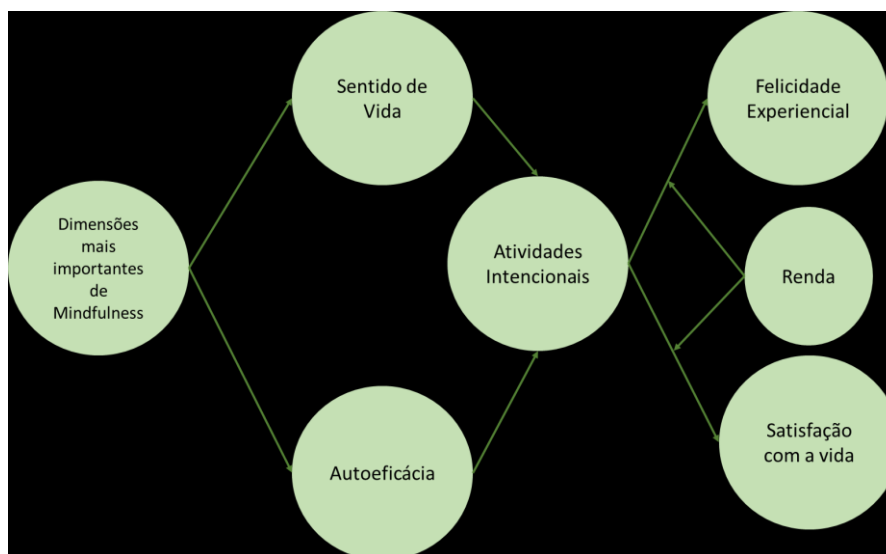 Sentido de
Vida
Felicidade
Experiencial
Dimensões
mais
importantes
de
Mindfulness
Atividades
Intencionais
Renda
Autoeficácia
Satisfação
com a vida